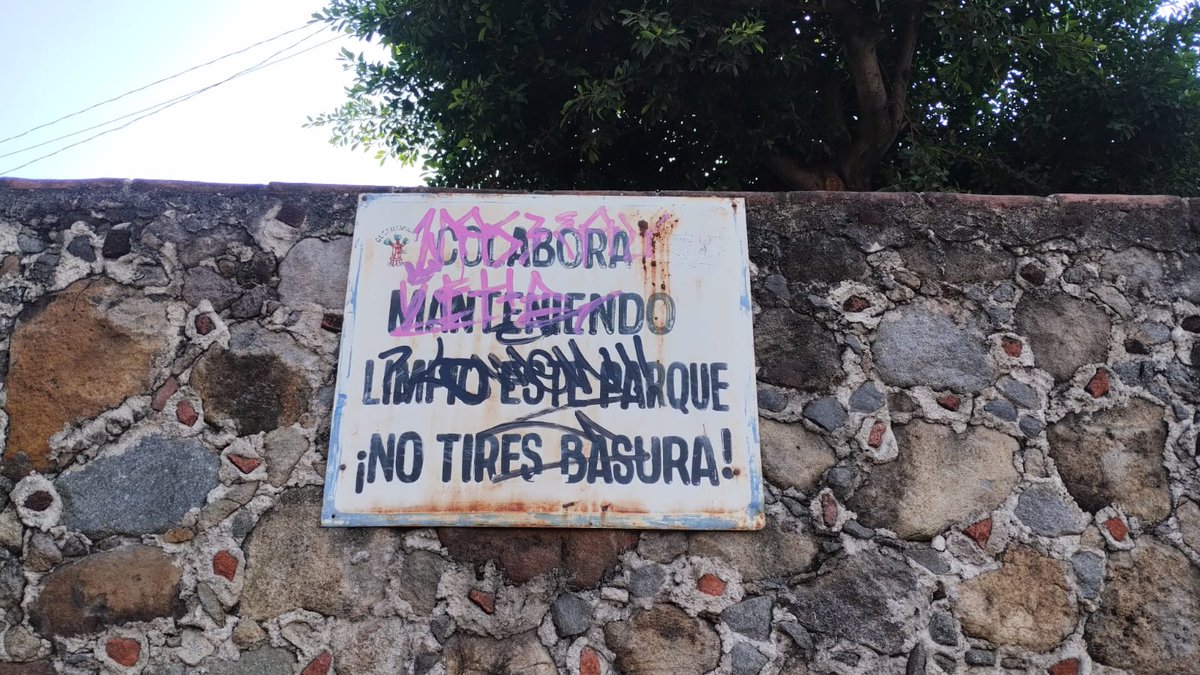 COLABORA
MANTENIENDO
LIMPIO ESTE PARQUE
¡NO TIRES BASURA!